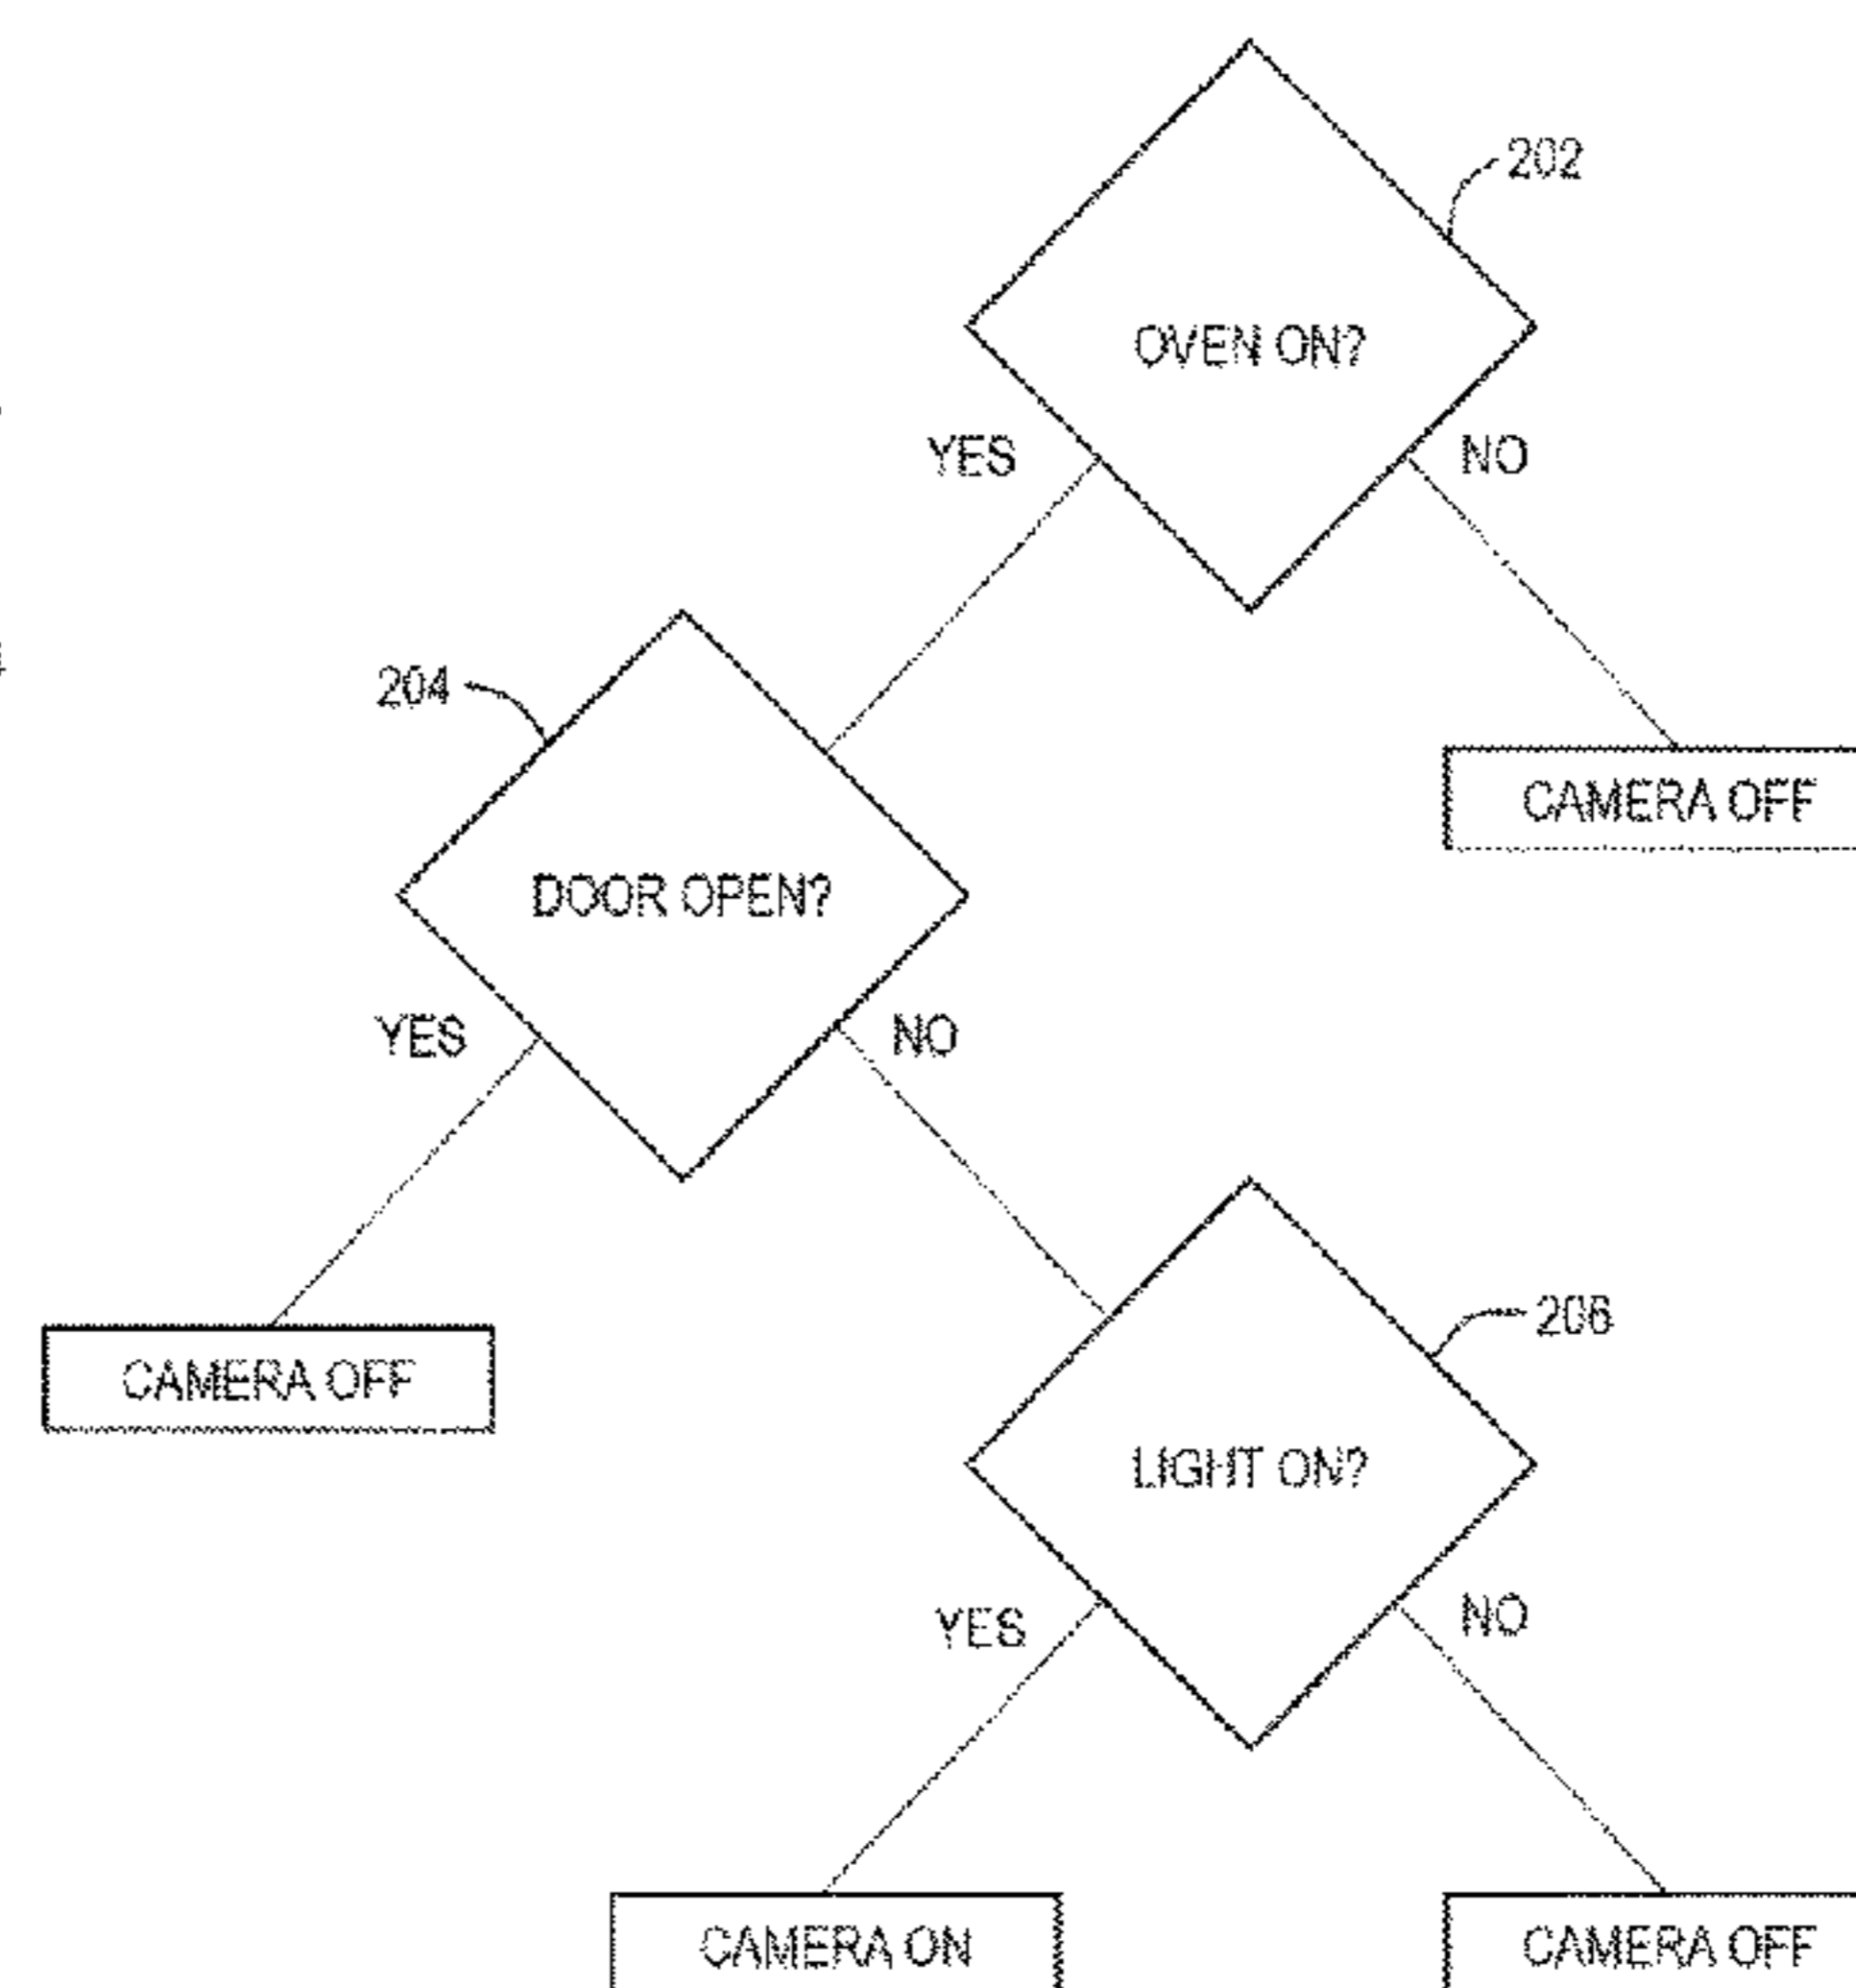 202
OVEN ON?
YES
NO
204
CAMERA OFF
DOOR OPEN?
YES
NO
206
CAMERA OFF
LIGHT ON?
YES
NO
CAMERA ON
CAMERA OFF